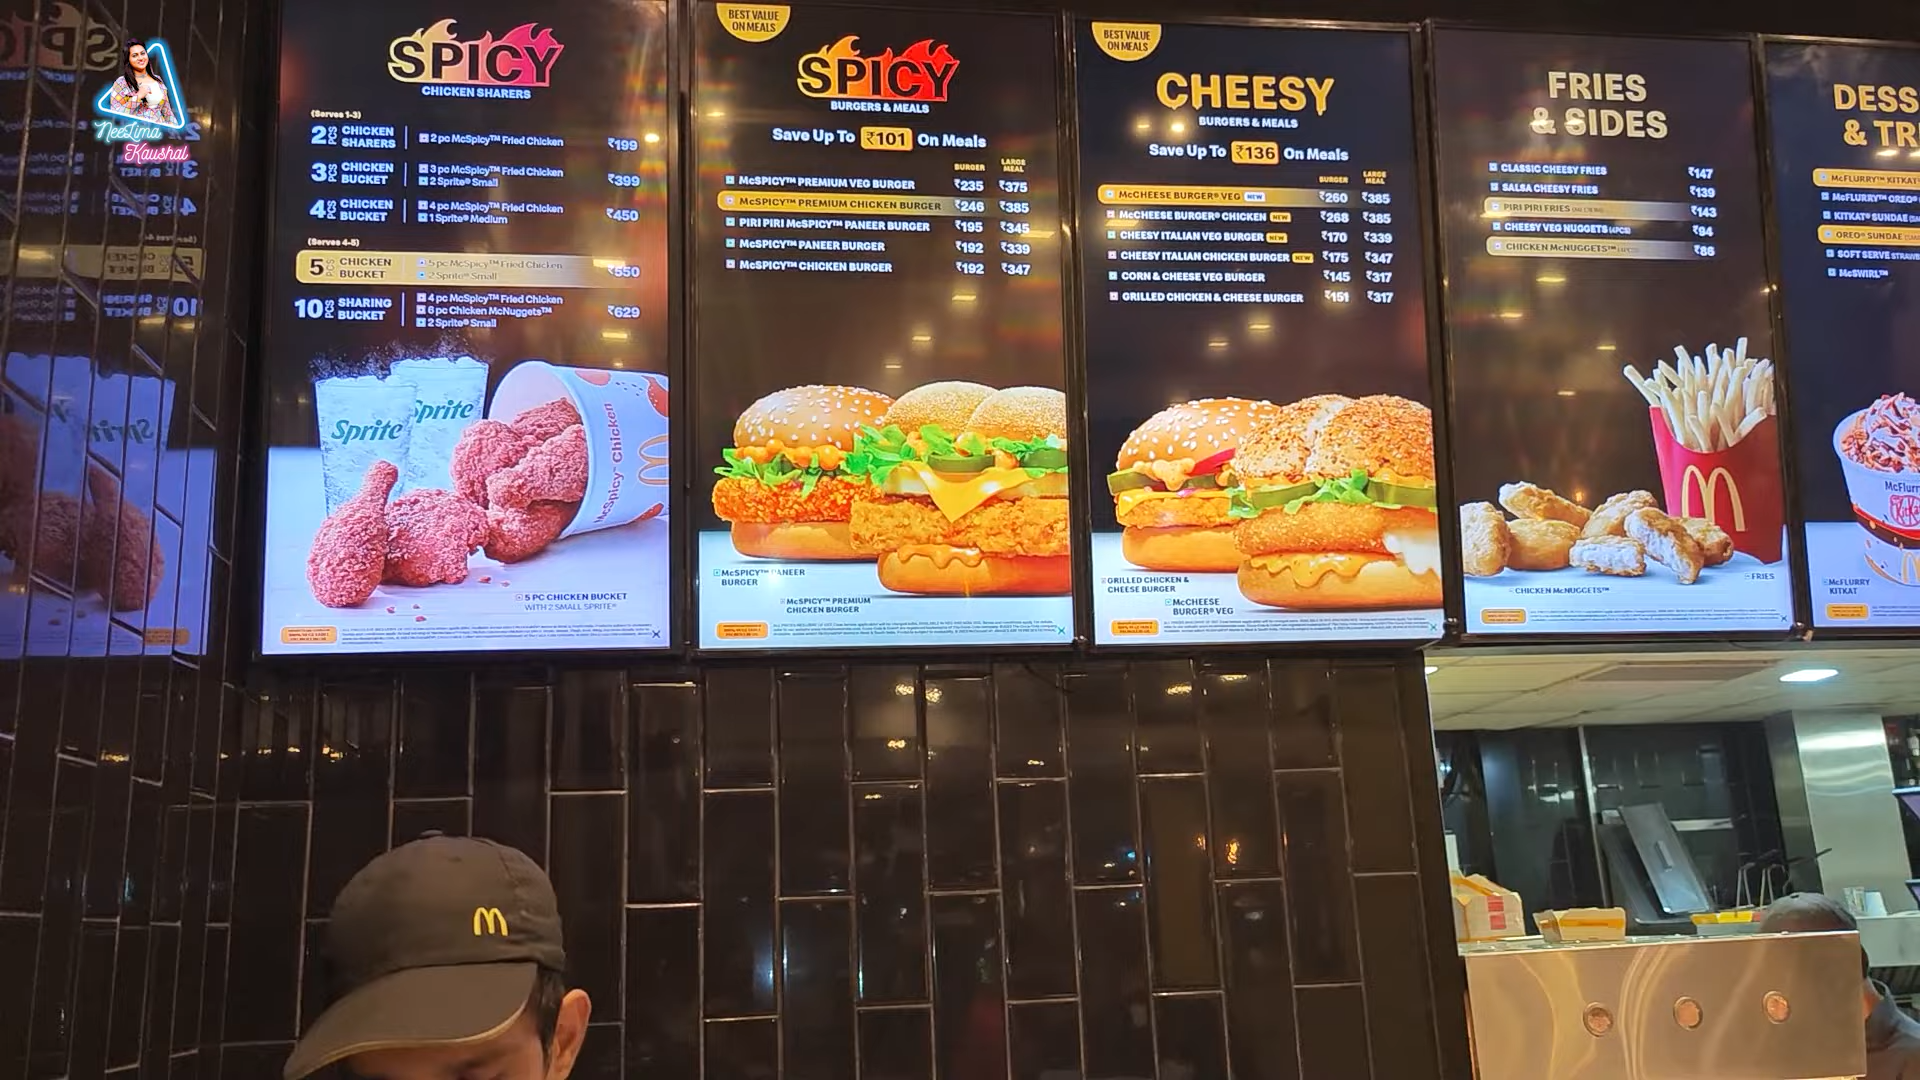 NeeLima
Kaushal
SPICY
CHICKEN SHARERS
(Serves 1-3)
2 PCS CHICKEN SHARERS 2 pc McSpicy™ Fried Chicken ₹199
3 PCS CHICKEN BUCKET 3 pc McSpicy™ Fried Chicken ₹399
2 Sprite® Small
4 PCS CHICKEN BUCKET 4 pc McSpicy™ Fried Chicken ₹450
1 Sprite® Medium
(Serves 4-5)
5 PCS CHICKEN BUCKET 5 pc McSpicy™ Fried Chicken ₹550
2 Sprite® Small
10 PCS SHARING BUCKET 4 pc McSpicy™ Fried Chicken ₹629
6 pc Chicken McNuggets™
2 Sprite® Small
Sprite
Sprite
McSpicy™ Chicken
5 PC CHICKEN BUCKET
WITH 2 SMALL SPRITE®
BEST VALUE
ON MEALS
SPICY
BURGERS & MEALS
Save Up To ₹101 On Meals
BURGER LARGE MEAL
McSPICY™ PREMIUM VEG BURGER ₹235 ₹375
McSPICY™ PREMIUM CHICKEN BURGER ₹246 ₹385
PIRI PIRI McSPICY™ PANEER BURGER ₹195 ₹345
McSPICY™ PANEER BURGER ₹192 ₹339
McSPICY™ CHICKEN BURGER ₹192 ₹347
McSPICY™ PANEER
BURGER
McSPICY™ PREMIUM
CHICKEN BURGER
BEST VALUE
ON MEALS
CHEESY
BURGERS & MEALS
Save Up To ₹136 On Meals
BURGER LARGE MEAL
McCHEESE BURGER® VEG NEW ₹260 ₹385
McCHEESE BURGER® CHICKEN NEW ₹268 ₹385
CHEESY ITALIAN VEG BURGER NEW ₹170 ₹339
CHEESY ITALIAN CHICKEN BURGER NEW ₹175 ₹347
CORN & CHEESE VEG BURGER ₹145 ₹317
GRILLED CHICKEN & CHEESE BURGER ₹151 ₹317
GRILLED CHICKEN &
CHEESE BURGER
McCHEESE
BURGER® VEG
FRIES
& SIDES
CLASSIC CHEESY FRIES ₹147
SALSA CHEESY FRIES ₹139
PIRI PIRI FRIES ₹143
CHEESY VEG NUGGETS (4PCS) ₹94
CHICKEN McNUGGETS™ (4PCS) ₹86
FRIES
CHICKEN McNUGGETS™
DESS
& TR
McFLURRY™ KITKAT
McFLURRY™ OREO®
KITKAT® SUNDAE
OREO® SUNDAE
SOFT SERVE
McSWIRL™
McFlurr
McFLURRY
KITKAT